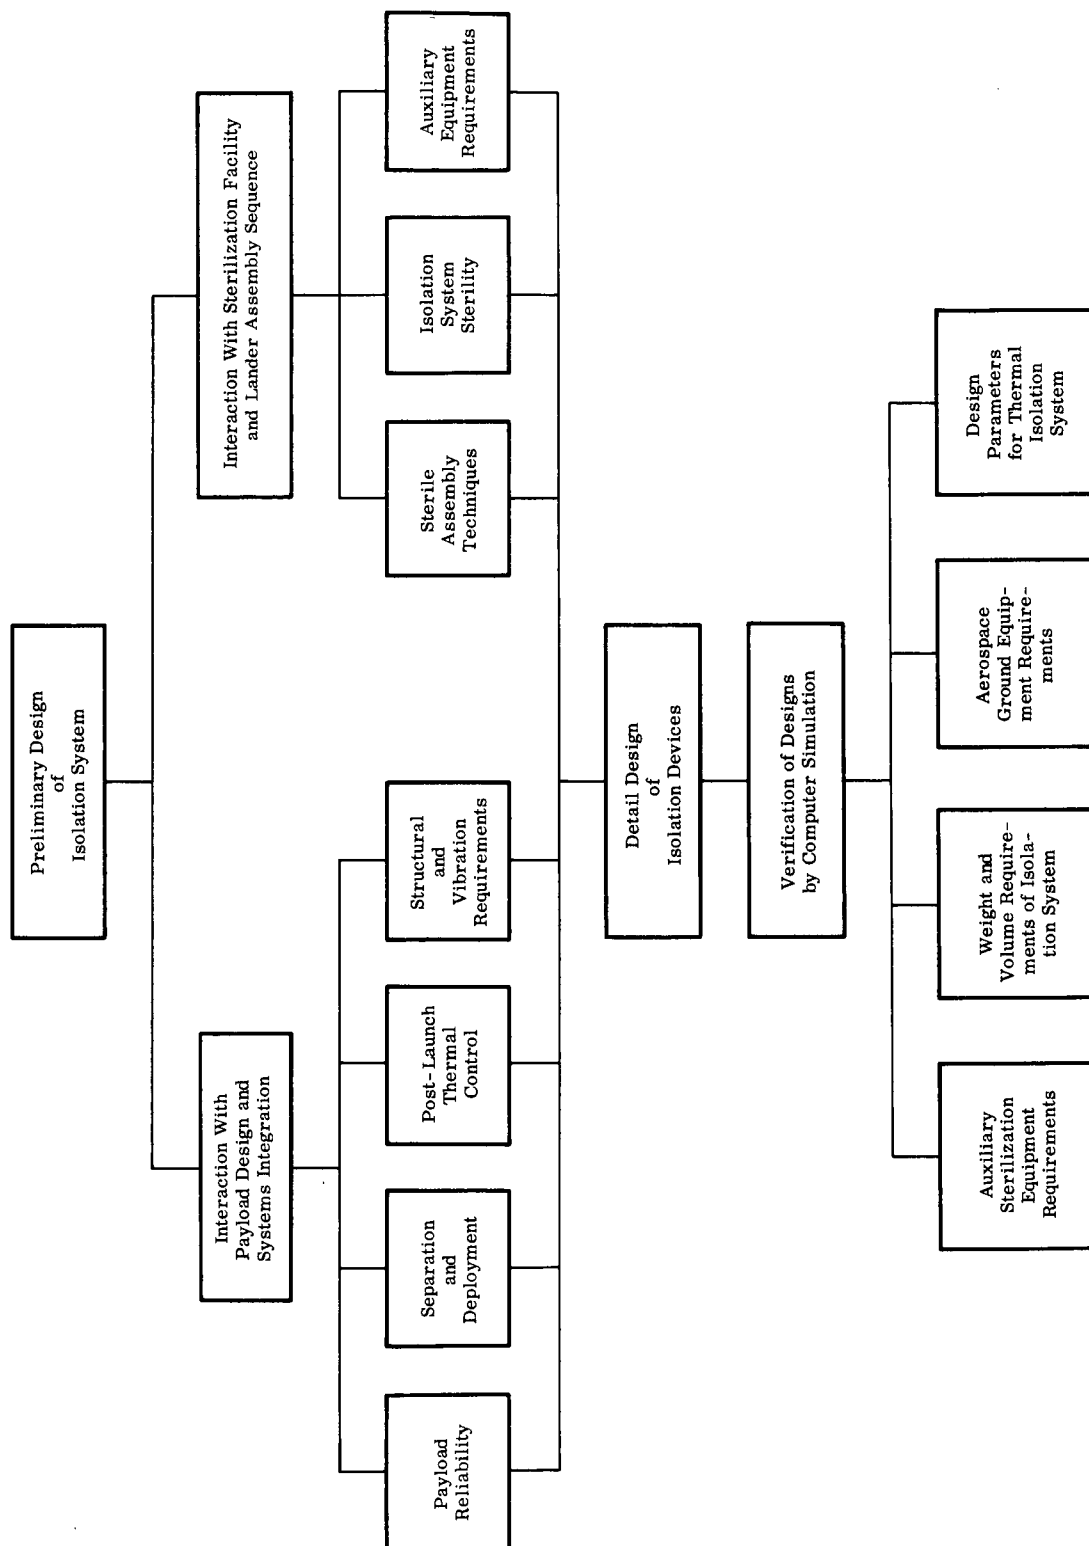 Preliminary Design
of
Isolation System
Interaction With
Payload Design and
Systems Integration
Interaction With Sterilization Facility
and Lander Assembly Sequence
Payload
Reliability
Separation
and
Deployment
Post-Launch
Thermal
Control
Structural
and
Vibration
Requirements
Sterile
Assembly
Techniques
Isolation
System
Sterility
Auxiliary
Equipment
Requirements
Detail Design
of
Isolation Devices
Verification of Designs
by Computer Simulation
Auxiliary
Sterilization
Equipment
Requirements
Weight and
Volume Require-
ments of Isola-
tion System
Aerospace
Ground Equip-
ment Require-
ments
Design
Parameters
for Thermal
Isolation
System